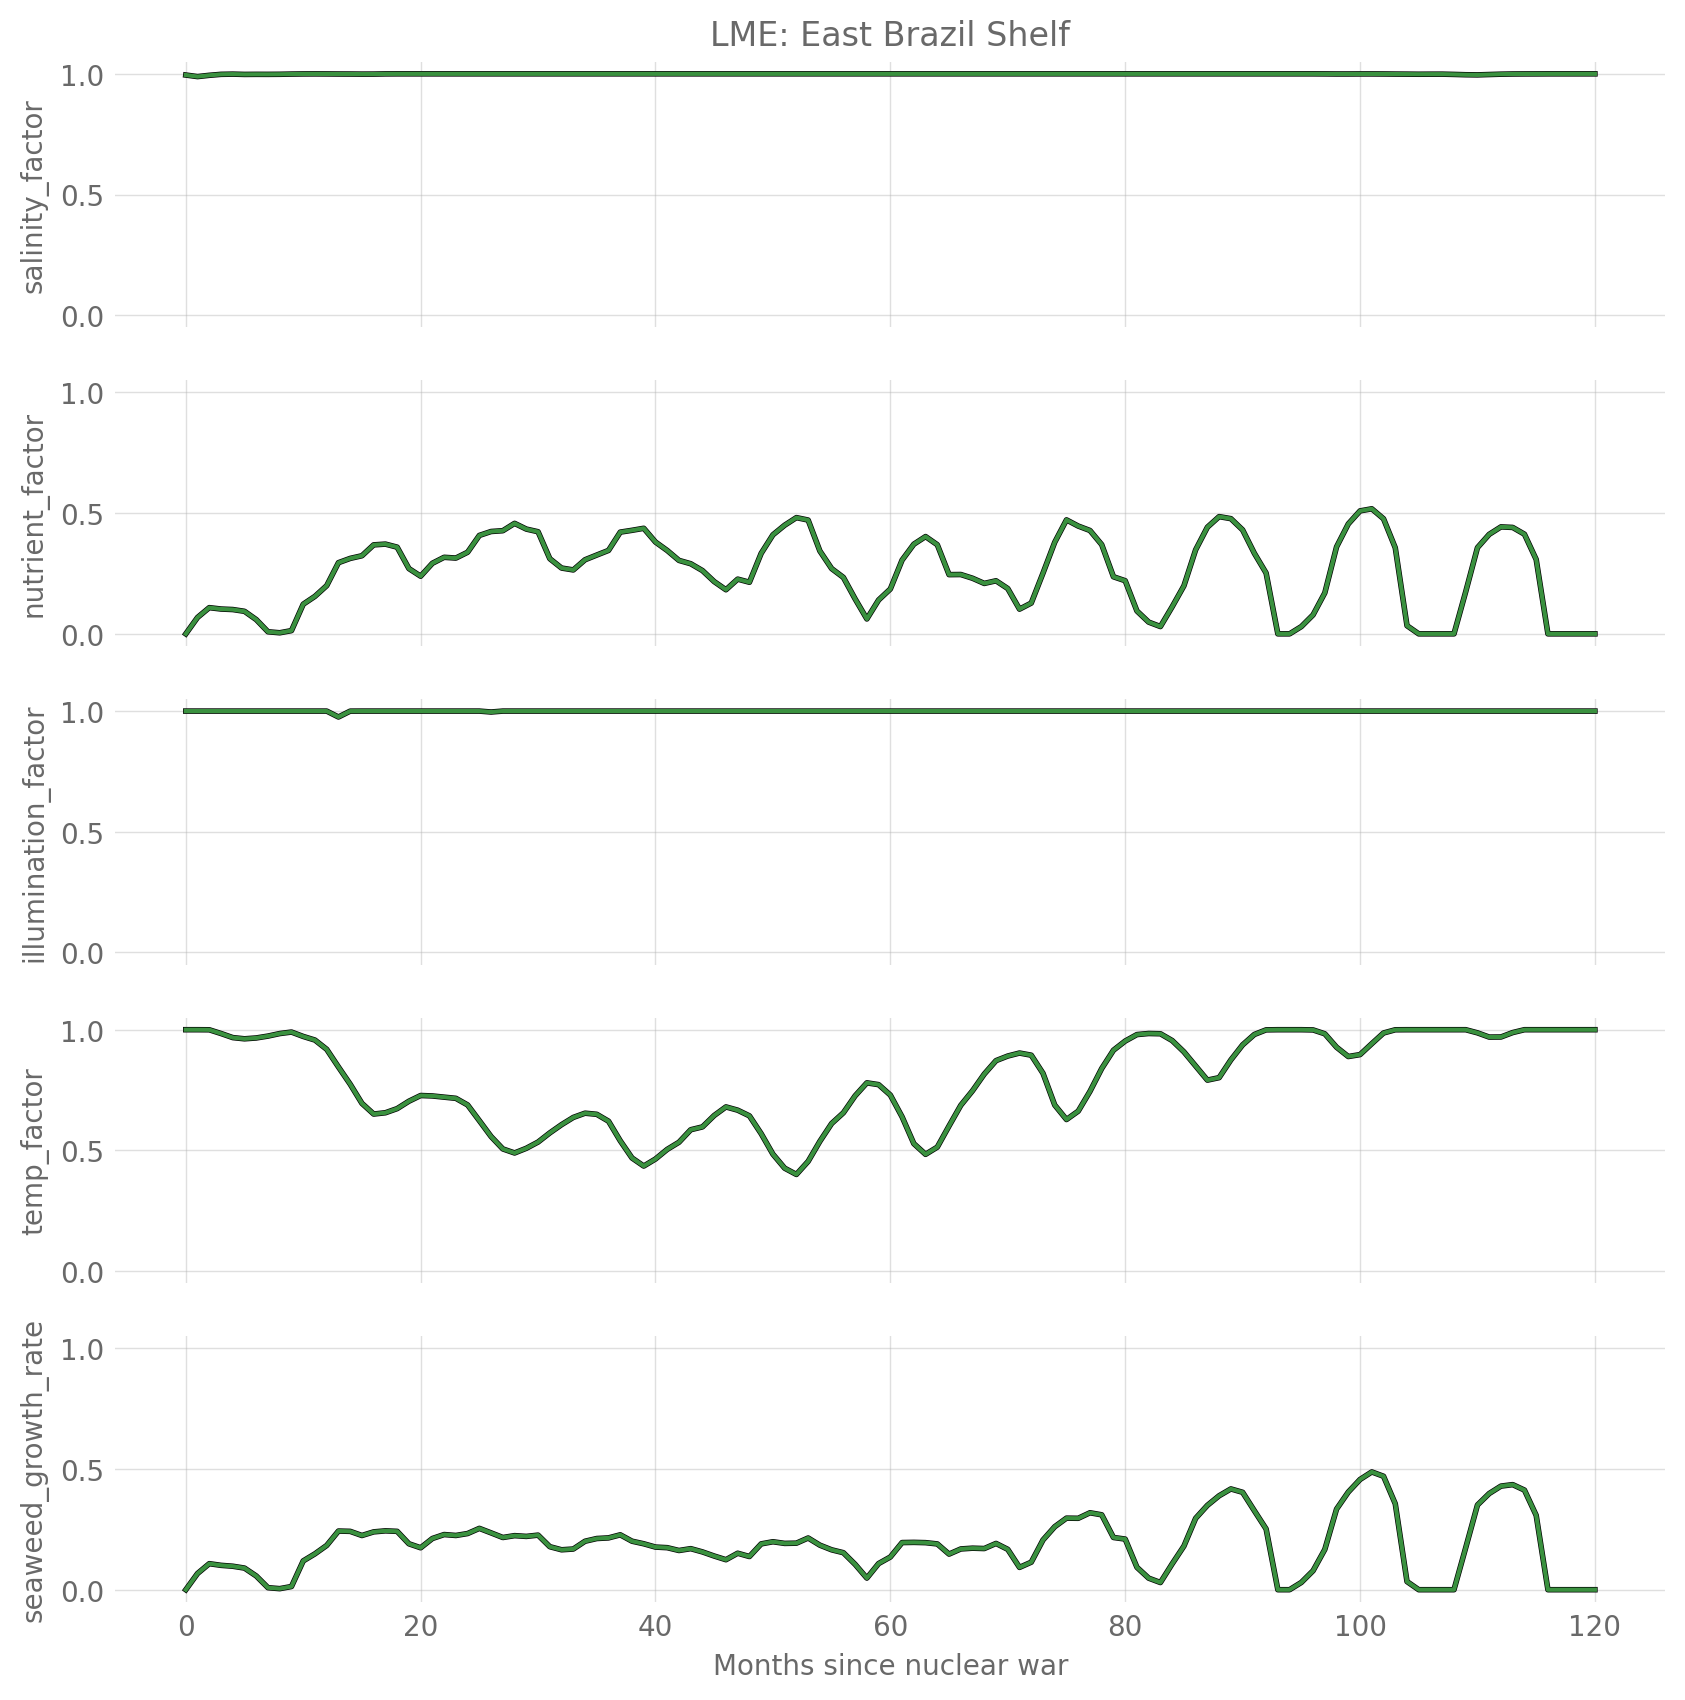 LME: East Brazil Shelf
1.0
0.5
0.0
salinity_factor
1.0
0.5
0.0
nutrient_factor
1.0
0.5
0.0
illumination_factor
1.0
0.5
0.0
temp_factor
1.0
0.5
0.0
seaweed_growth_rate
0 20 40 60 80 100 120
Months since nuclear war